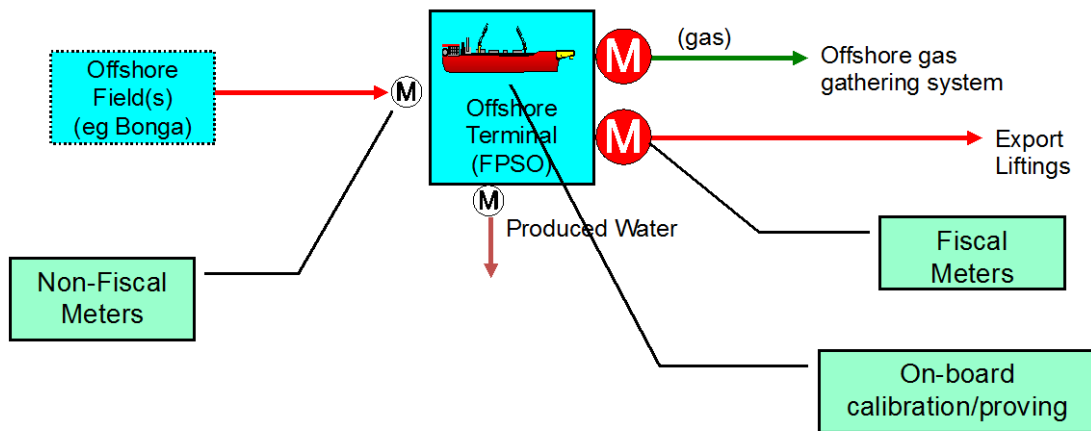 Offshore
Field(s)
(eg Bonga)
M
Offshore
Terminal
(FPSO)
M
(gas)
Offshore gas
gathering system
M
Export
Liftings
M
Produced Water
Non-Fiscal
Meters
Fiscal
Meters
On-board
calibration/proving